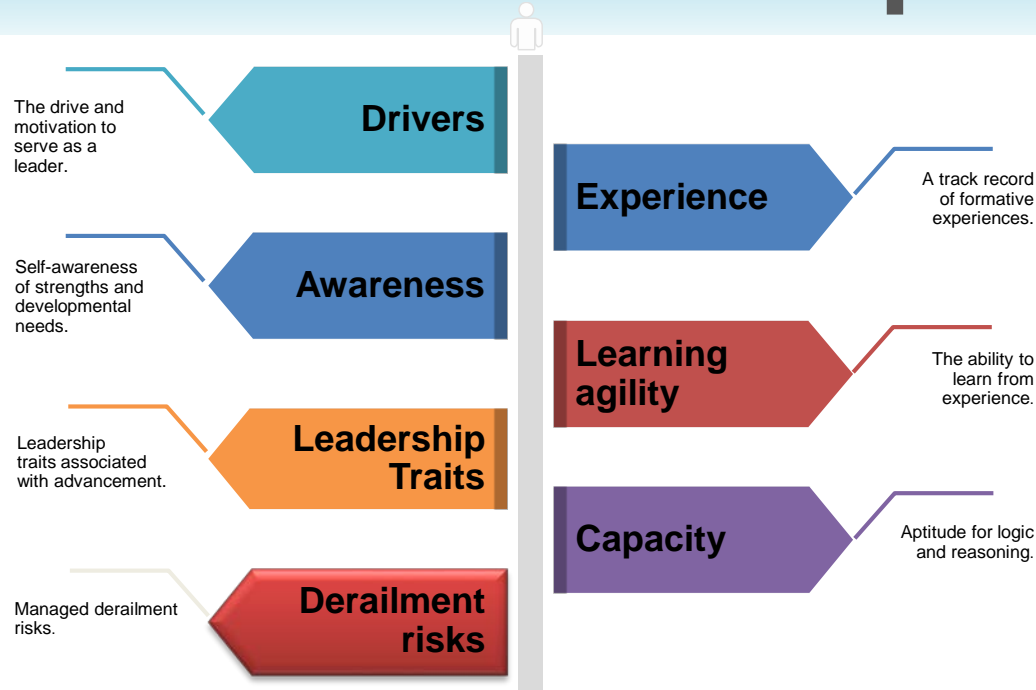 Drivers
The drive and
motivation to
serve as a
leader.
Experience
A track record
of formative
experiences.
Awareness
Self-awareness
of strengths and
developmental
needs.
Learning
agility
The ability to
learn from
experience.
Leadership
Traits
Leadership
traits associated
with advancement.
Capacity
Aptitude for logic
and reasoning.
Derailment
risks
Managed derailment
risks.